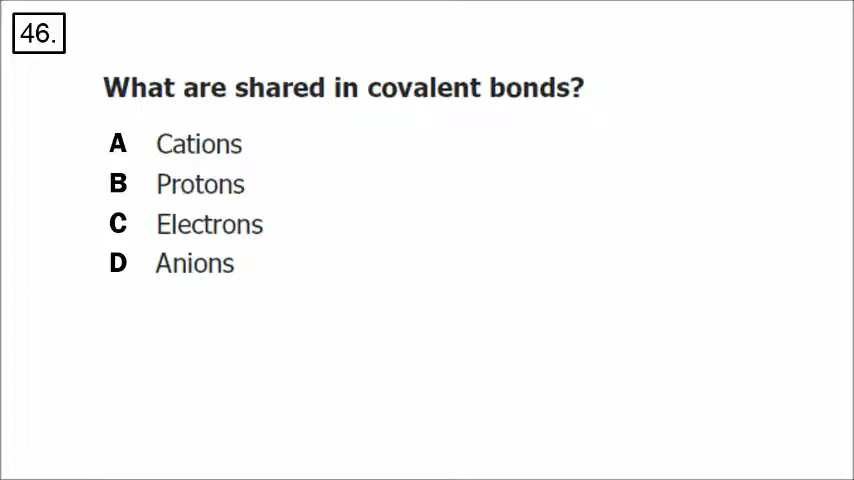 46.
What are shared in covalent bonds?
A Cations
B Protons
C Electrons
D Anions